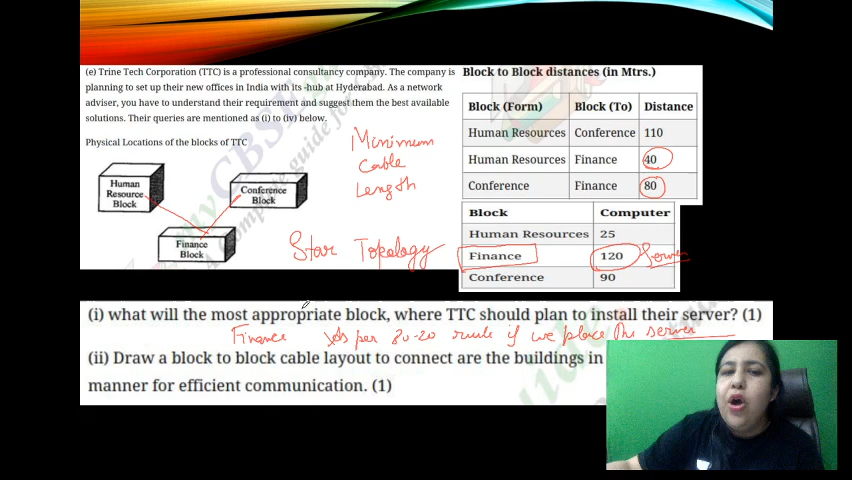 (e) Trine Tech Corporation (TTC) is a professional consultancy company. The company is
planning to set up their new offices in India with its -hub at Hyderabad. As a network
adviser, you have to understand their requirement and suggest them the best available
solutions. Their queries are mentioned as (i) to (iv) below.
Physical Locations of the blocks of TTC
Human
Resource
Block
Conference
Block
Finance
Block
Minimum
Cable
Length
Star Topology
Block to Block distances (in Mtrs.)
Block (Form) Block (To) Distance
Human Resources Conference 110
Human Resources Finance 40
Conference Finance 80
Block Computer
Human Resources 25
Finance 120 Server
Conference 90
(i) what will the most appropriate block, where TTC should plan to install their server? (1)
Finance As per 80-20 rule if we place the server
(ii) Draw a block to block cable layout to connect are the buildings in
manner for efficient communication. (1)